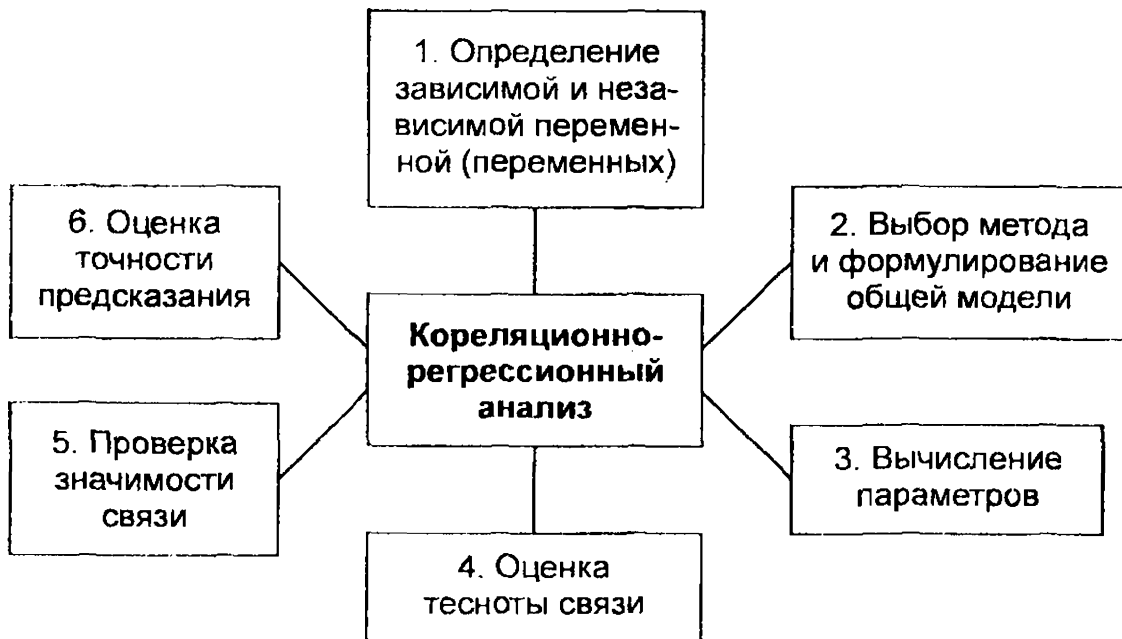 1. Определение
зависимой и неза-
висимой перемен-
ной (переменных)
2. Выбор метода
и формулирование
общей модели
3. Вычисление
параметров
4. Оценка
тесноты связи
5. Проверка
значимости
связи
6. Оценка
точности
предсказания
Кореляционно-
регрессионный
анализ